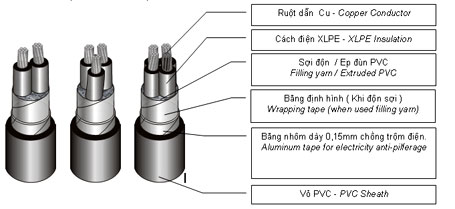 Ruột dẫn Cu - Copper Conductor
Cách điện XLPE - XLPE Insulation
Sợi độn / Ép đùn PVC
Filling yarn / Extruded PVC
Băng định hình ( Khi độn sợi )
Wrapping tape (when used filling yarn)
Băng nhôm dáy 0,15mm chống trộm điện.
Aluminum tape for electricity anti-pilferage
Vỏ PVC - PVC Sheath